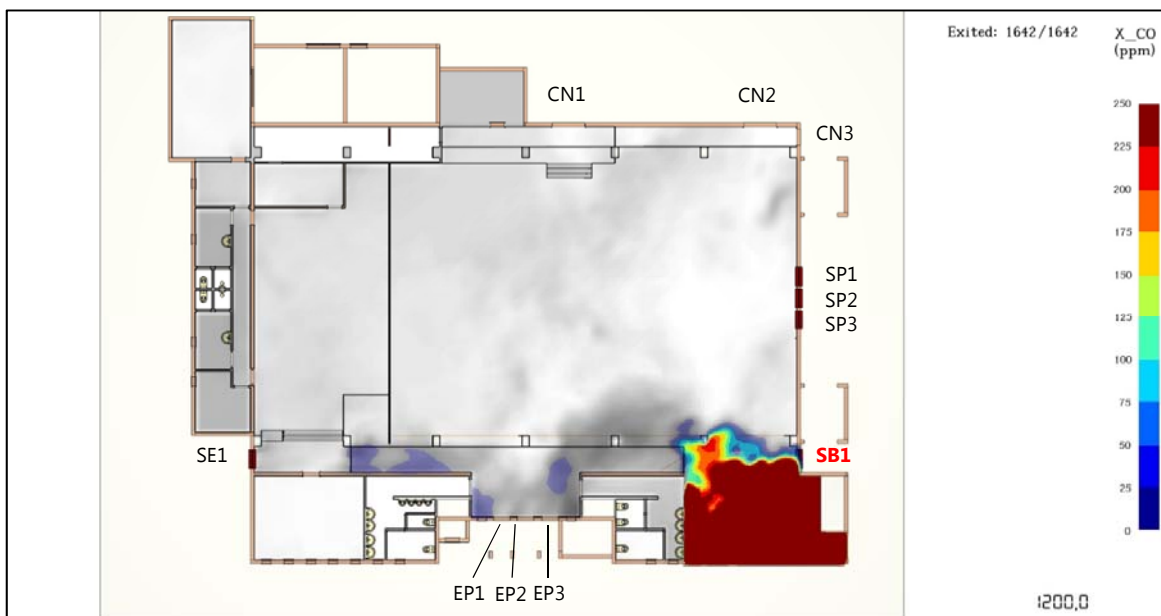 Exited: 1642/1642
X_CO
(ppm)
CN1
CN2
CN3
250
225
200
175
150
125
100
75
50
25
0
SP1
SP2
SP3
SE1
SB1
EP1 EP2 EP3
1200,0